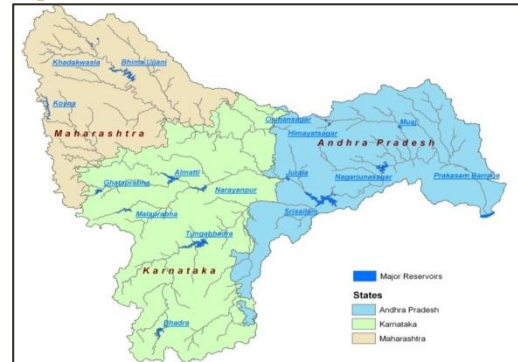 Khadakwasla
Bhima Ujjani
Koyna
Maharashtra
Osmansagar
Himayatsagar
Musi
Andhra Pradesh
Ghataprabha
Almatti
Narayanpur
Jurala
Nagarjunasagar
Prakasam Barrage
Malaprabha
Srisailam
Tungabhadra
Karnataka
Bhadra
Major Reservoirs
States
Andhra Pradesh
Karnataka
Maharashtra